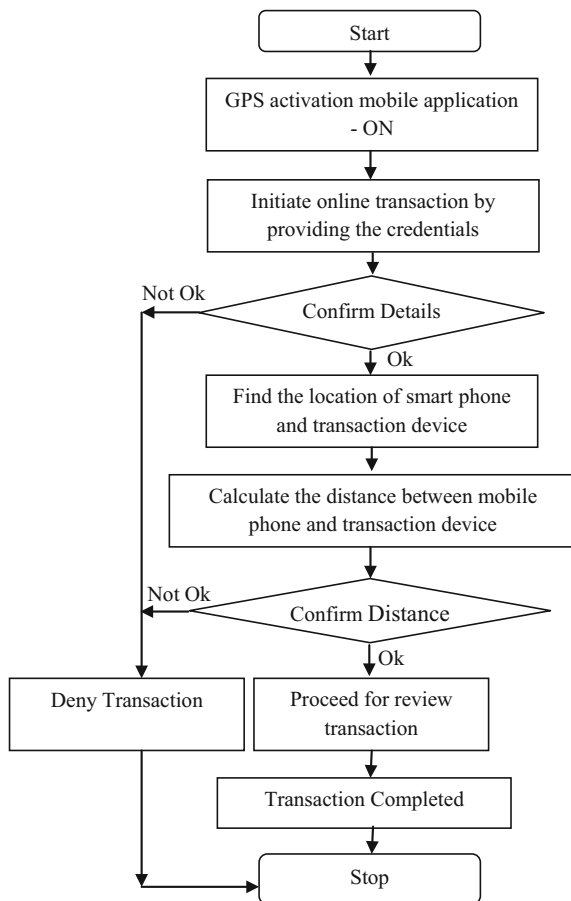 Start
GPS activation mobile application
- ON
Initiate online transaction by
providing the credentials
Not Ok
Confirm Details
Ok
Find the location of smart phone
and transaction device
Calculate the distance between mobile
phone and transaction device
Not Ok
Confirm Distance
Ok
Deny Transaction
Proceed for review
transaction
Transaction Completed
Stop